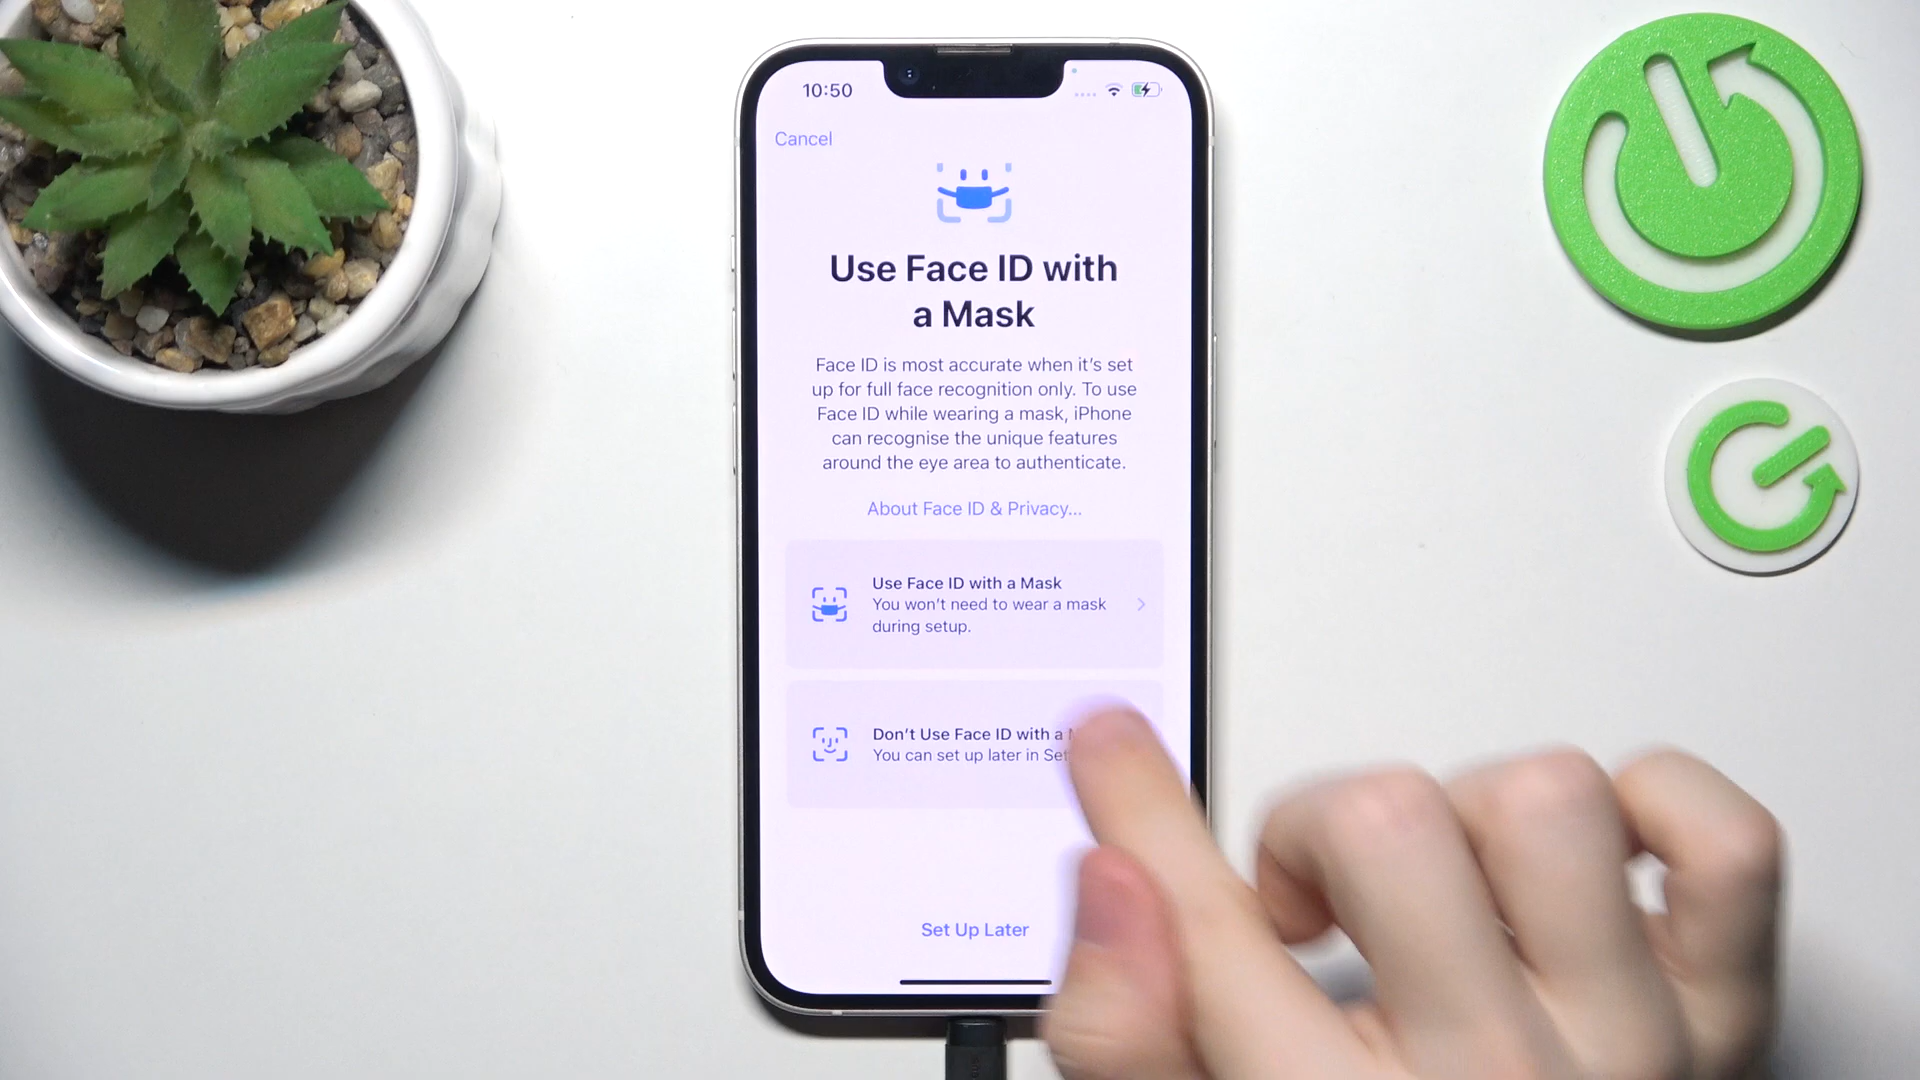 10:50
Cancel
Use Face ID with
a Mask
Face ID is most accurate when it's set
up for full face recognition only. To use
Face ID while wearing a mask, iPhone
can recognise the unique features
around the eye area to authenticate.
About Face ID & Privacy...
Use Face ID with a Mask
You won't need to wear a mask
during setup.
Don't Use Face ID with a
You can set up later in
Set Up Later